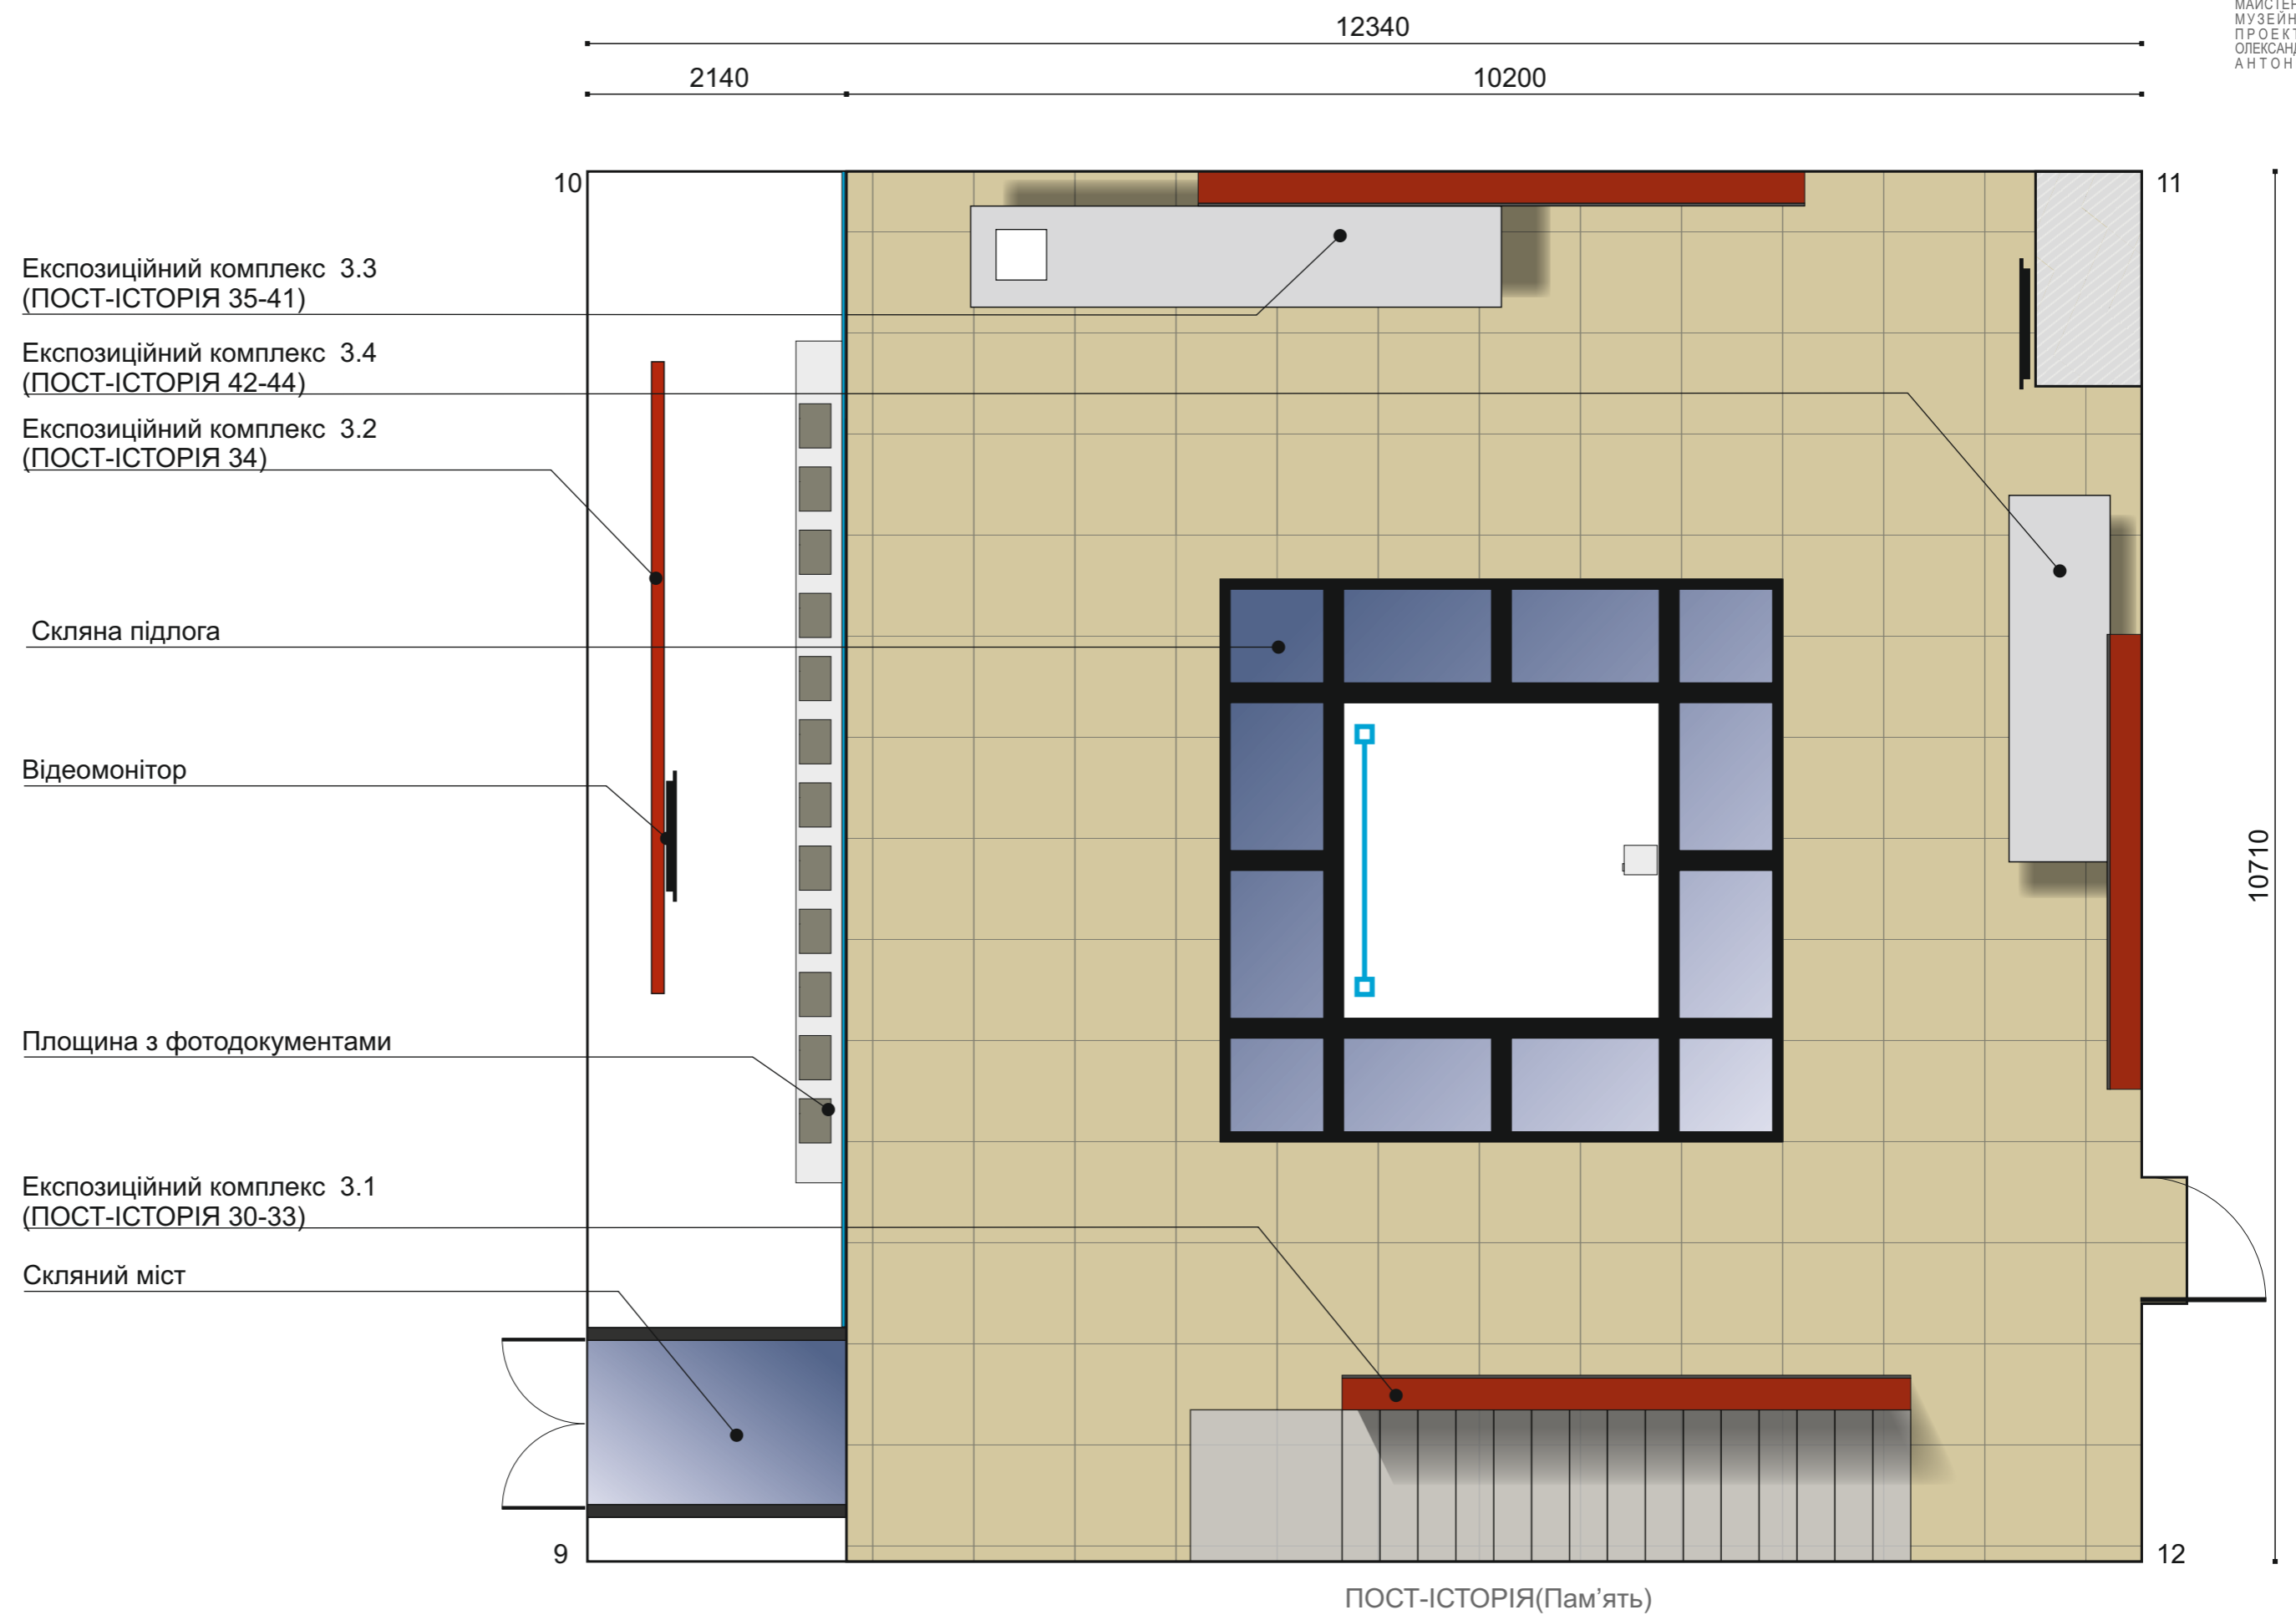 12340
2140
10200
10
11
Експозиційний комплекс 3.3
(ПОСТ-ІСТОРІЯ 35-41)
Експозиційний комплекс 3.4
(ПОСТ-ІСТОРІЯ 42-44)
Експозиційний комплекс 3.2
(ПОСТ-ІСТОРІЯ 34)
Скляна підлога
Відеомонітор
10710
Площина з фотодокументами
Експозиційний комплекс 3.1
(ПОСТ-ІСТОРІЯ 30-33)
Скляний міст
9
12
ПОСТ-ІСТОРІЯ(Пам’ять)